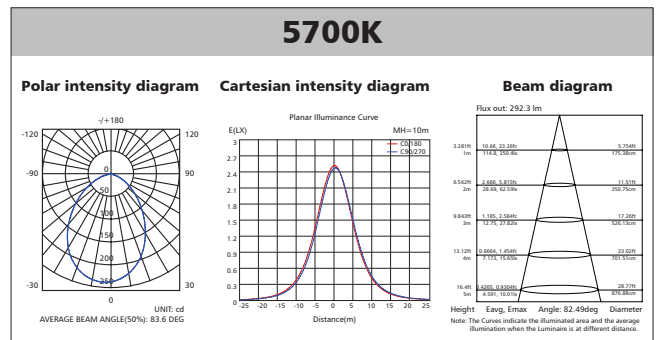 5700K
Polar intensity diagram
Cartesian intensity diagram
Beam diagram
-/+180
-120
120
-90
90
0
50
100
150
200
250
-30
30
0
UNIT: cd
AVERAGE BEAM ANGLE(50%): 83.6 DEG
Planar Illuminance Curve
E(LX)
MH=10m
C0/180
C90/270
3
2.7
2.4
2.1
1.8
1.5
1.2
0.9
0.6
0.3
-25 -20 -15 -10 -5 0 5 10 15 20 25
Distance(m)
Flux out: 292.3 lm
3.281ft 10.66, 23.26fc 5.754ft
1m 114.8, 250.4lx 175.38cm
6.562ft 2.666, 5.815fc 11.51ft
2m 28.69, 62.59lx 350.75cm
9.843ft 1.185, 2.584fc 17.26ft
3m 12.75, 27.82lx 526.13cm
13.12ft 0.6664, 1.454fc 23.02ft
4m 7.173, 15.65lx 701.51cm
16.4ft 0.4265, 0.9304fc 28.77ft
5m 4.591, 10.01lx 876.88cm
Height Eavg, Emax Angle: 82.49deg Diameter
Note: The Curves indicate the illuminated area and the average
illumination when the Luminaire is at different distance.